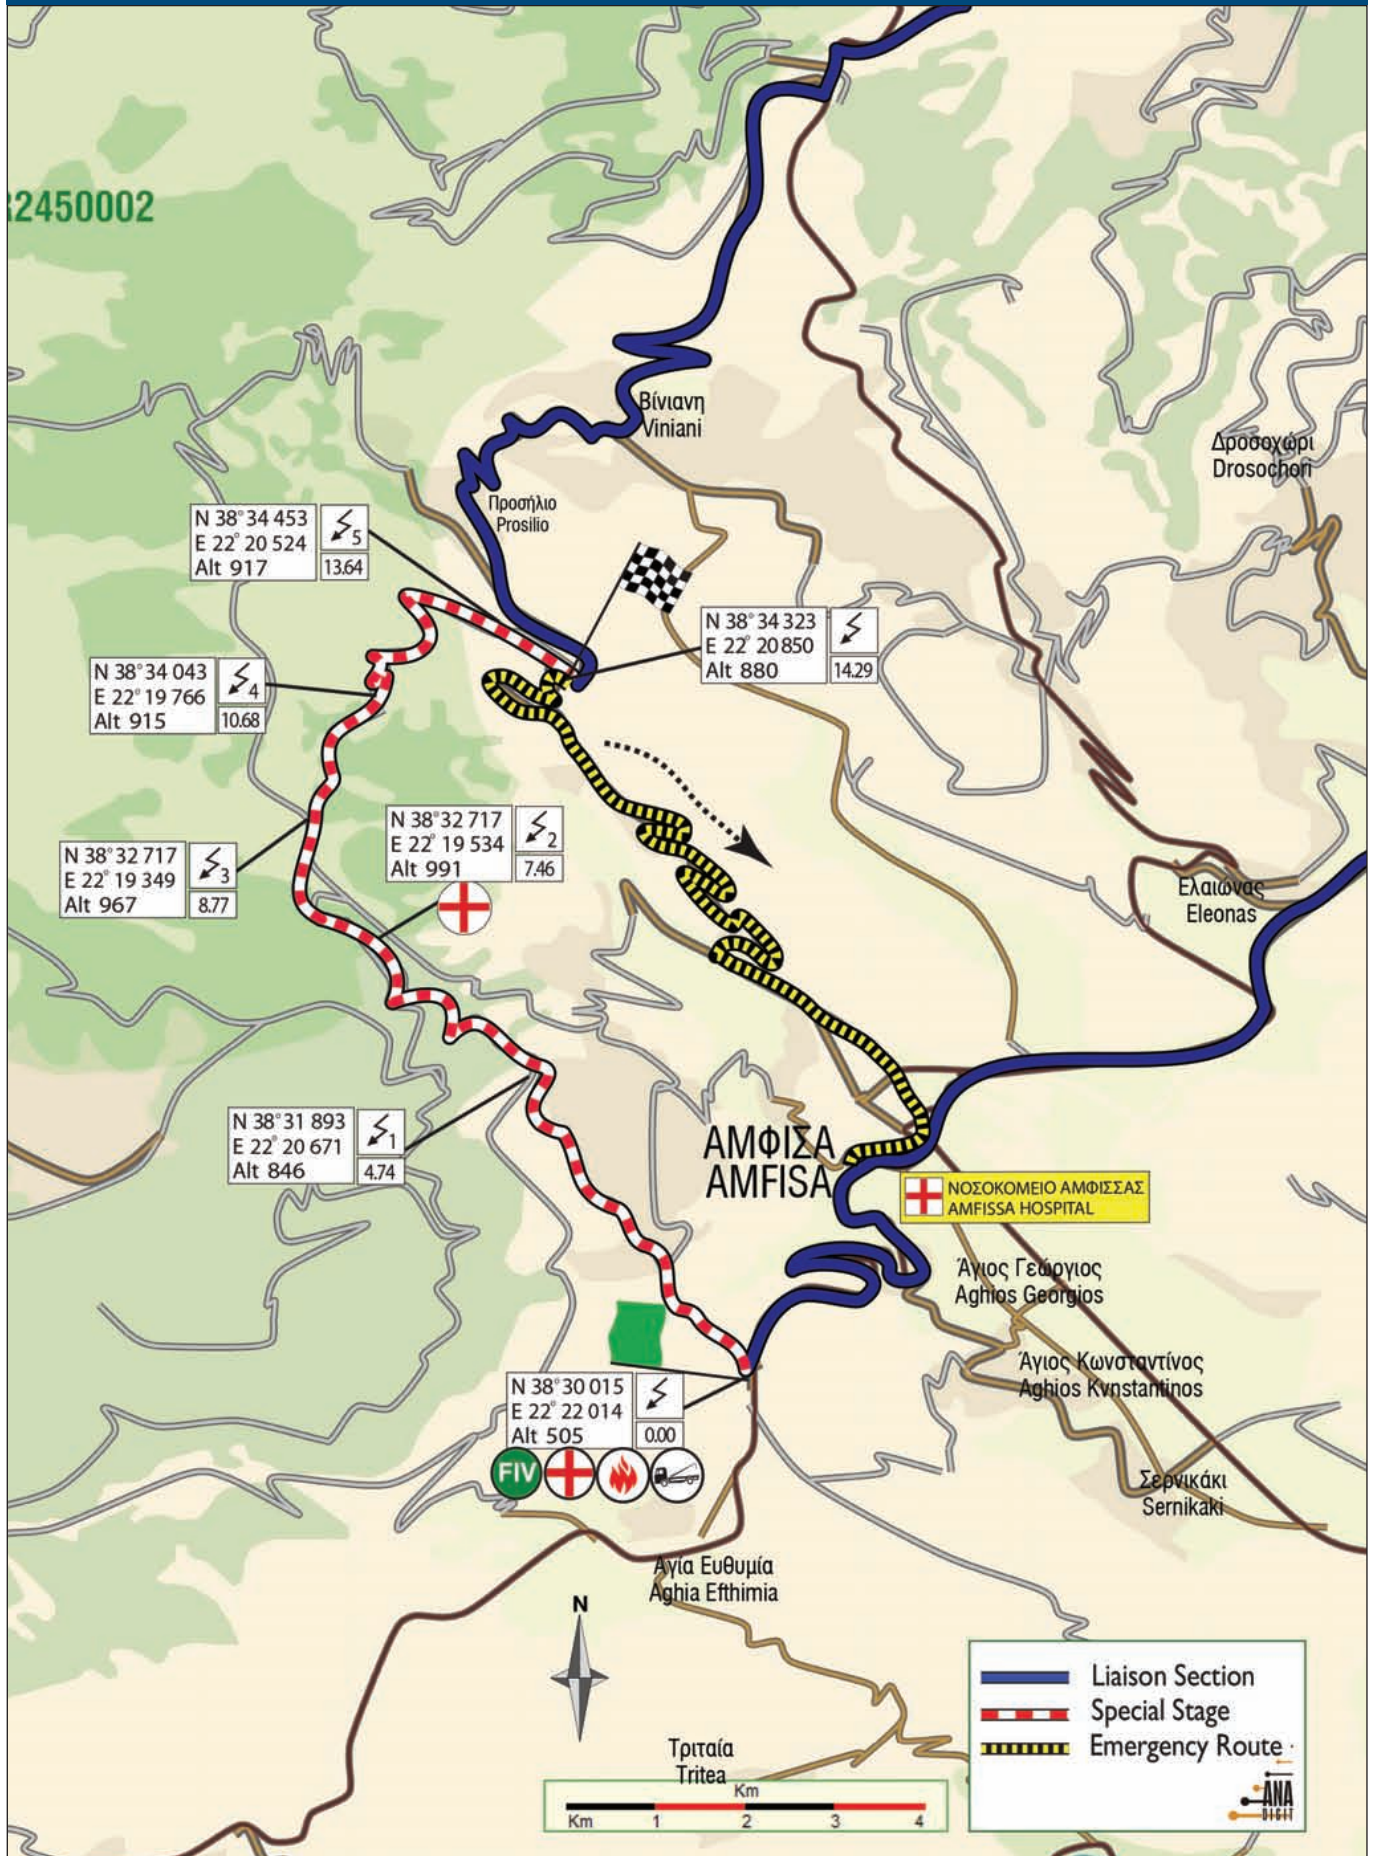 2450002
Βίνιανη
Viniani
Δροσοχώρι
Drosochori
Προσήλιο
Prosilio
N 38° 34 453
E 22° 20 524
Alt 917
5
13.64
N 38° 34 323
E 22° 20 850
Alt 880
14.29
N 38° 34 043
E 22° 19 766
Alt 915
4
10.68
N 38° 32 717
E 22° 19 534
Alt 991
2
7.46
N 38° 32 717
E 22° 19 349
Alt 967
3
8.77
Ελαιώνας
Eleonas
N 38° 31 893
E 22° 20 671
Alt 846
1
4.74
ΑΜΦΙΣΑ
AMFISA
ΝΟΣΟΚΟΜΕΙΟ ΑΜΦΙΣΣΑΣ
AMFISSA HOSPITAL
Άγιος Γεώργιος
Aghios Georgios
Άγιος Κωνσταντίνος
Aghios Kvnstantinos
N 38° 30 015
E 22° 22 014
Alt 505
0.00
FIV
Σερνικάκι
Sernikaki
Αγία Ευθυμία
Aghia Efthimia
N
Liaison Section
Special Stage
Emergency Route
ANA
DIGIT
Τριταία
Tritea
Km
Km 1 2 3 4